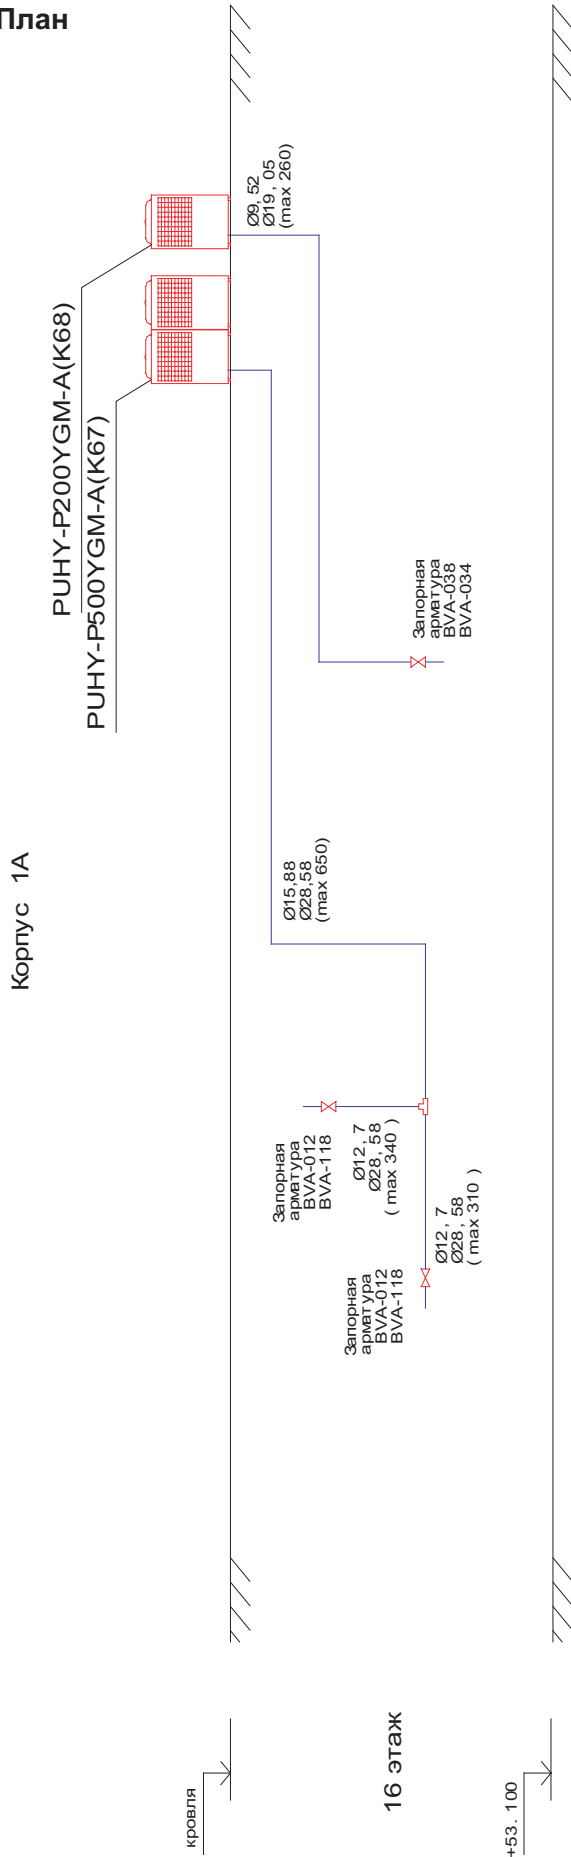 План
Корпус 1А
PUHY-P200YGM-A(K68)
PUHY-P500YGM-A(K67)
Ø9, 52
Ø19, 05
(max 260)
Запорная
арматура
BVA-038
BVA-034
Ø15,88
Ø28,58
(max 650)
Запорная
арматура
BVA-012
BVA-118
Ø12, 7
Ø28, 58
( max 340 )
Ø12, 7
Ø28, 58
( max 310 )
Запорная
арматура
BVA-012
BVA-118
кровля
16 этаж
+53. 100